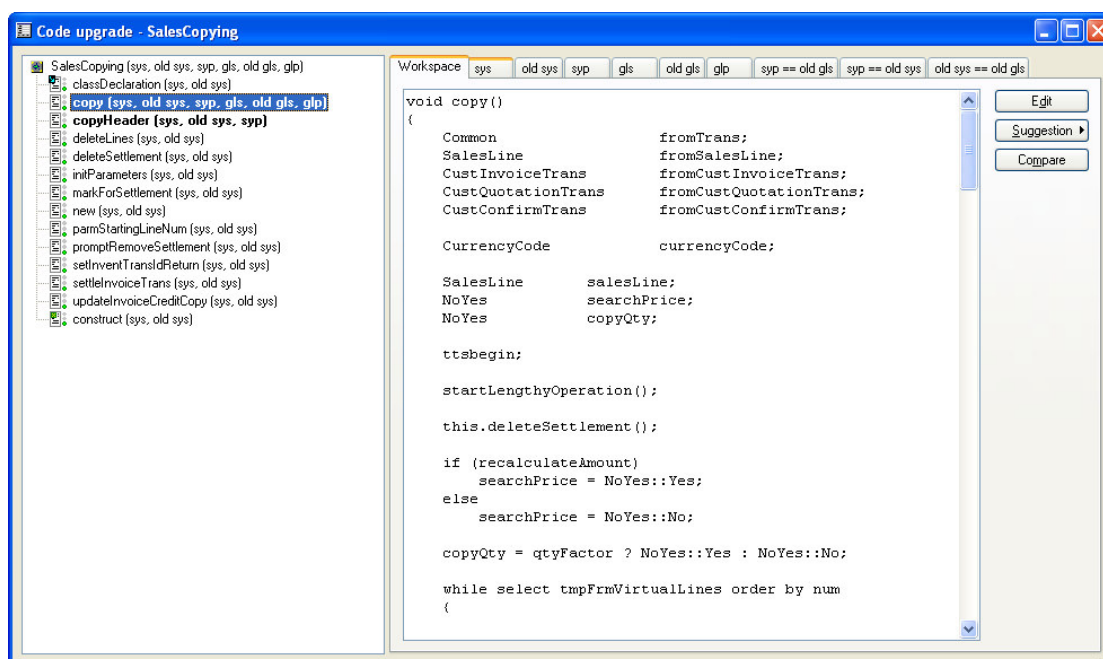 Code upgrade - SalesCopying
SalesCopying (sys, old sys, syp, gls, old gls, glp)
classDeclaration (sys, old sys)
copy (sys, old sys, syp, gls, old gls, glp)
copyHeader (sys, old sys, syp)
deleteLines (sys, old sys)
deleteSettlement (sys, old sys)
initParameters (sys, old sys)
markForSettlement (sys, old sys)
new (sys, old sys)
parmStartingLineNum (sys, old sys)
promptRemoveSettlement (sys, old sys)
setInventTransIdReturn (sys, old sys)
settleInvoiceTrans (sys, old sys)
updateInvoiceCreditCopy (sys, old sys)
construct (sys, old sys)
Workspace sys old sys syp gls old gls glp syp == old gls syp == old sys old sys == old gls
void copy()
{
    Common                  fromTrans;
    SalesLine               fromSalesLine;
    CustInvoiceTrans        fromCustInvoiceTrans;
    CustQuotationTrans      fromCustQuotationTrans;
    CustConfirmTrans        fromCustConfirmTrans;
    CurrencyCode            currencyCode;
    SalesLine       salesLine;
    NoYes           searchPrice;
    NoYes           copyQty;
    ttsbegin;
    startLengthyOperation();
    this.deleteSettlement();
    if (recalculateAmount)
        searchPrice = NoYes::Yes;
    else
        searchPrice = NoYes::No;
    copyQty = qtyFactor ? NoYes::Yes : NoYes::No;
    while select tmpFrmVirtualLines order by num
    {
Edit
Suggestion
Compare